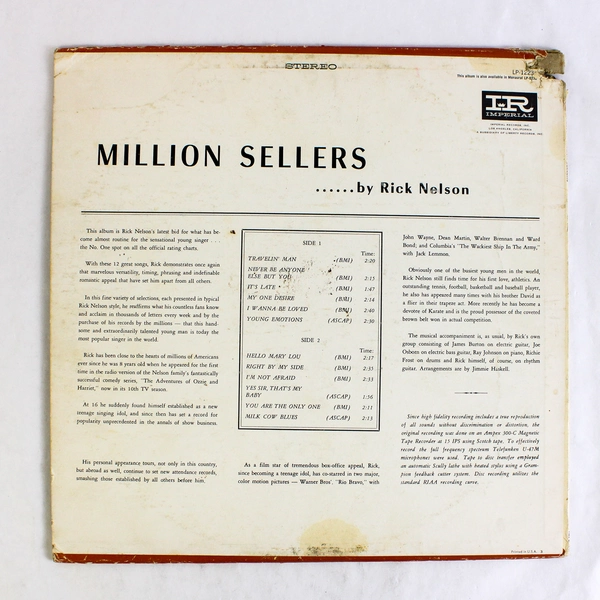 STEREO
LP-1223
This album is also available in Monaural LP-
IR
IMPERIAL
IMPERIAL RECORDS, INC.
LOS ANGELES, CALIFORNIA
A SUBSIDIARY OF LIBERTY RECORDS, INC.
MILLION SELLERS
......by Rick Nelson
This album is Rick Nelson's latest bid for what has be-
come almost routine for the sensational young singer . . .
the No. One spot on all the official rating charts.
With these 12 great songs, Rick demonstrates once again
that marvelous versatility, timing, phrasing and indefinable
romantic appeal that have set him apart from all others.
In this fine variety of selections, each presented in typical
Rick Nelson style, he reaffirms what his countless fans know
and acclaim in thousands of letters every week and by the
purchase of his records by the millions — that this hand-
some and extraordinarily talented young man is today the
most popular singer in the world.
Rick has been close to the hearts of millions of Americans
ever since he was 8 years old when he appeared for the first
time in the radio version of the Nelson family's fantastically
successful comedy series, "The Adventures of Ozzie and
Harriet," now in its 10th TV season.
At 16 he suddenly found himself established as a new
teenage singing idol, and since then has set a record for
popularity unprecedented in the annals of show business.
His personal appearance tours, not only in this country,
but abroad as well, continue to set new attendance records,
smashing those established by all others before him.
SIDE 1
Time:
TRAVELIN' MAN (BMI) 2:20
NEVER BE ANYONE
ELSE BUT YOU (BMI) 2:15
IT'S LATE (BMI) 1:47
MY ONE DESIRE (BMI) 2:14
I WANNA BE LOVED (BMI) 2:40
YOUNG EMOTIONS (ASCAP) 2:30
SIDE 2
Time:
HELLO MARY LOU (BMI) 2:17
RIGHT BY MY SIDE (BMI) 2:35
I'M NOT AFRAID (BMI) 2:33
YES SIR, THAT'S MY
BABY (ASCAP) 1:56
YOU ARE THE ONLY ONE (BMI) 2:11
MILK COW BLUES (ASCAP) 2:13
As a film star of tremendous box-office appeal, Rick,
since becoming a teenage idol, has co-starred in two major,
color motion pictures — Warner Bros'. "Rio Bravo," with
John Wayne, Dean Martin, Walter Brennan and Ward
Bond; and Columbia's "The Wackiest Ship In The Army,"
with Jack Lemmon.
Obviously one of the busiest young men in the world,
Rick Nelson still finds time for his first love, athletics. An
outstanding tennis, football, basketball and baseball player,
he also has appeared many times with his brother David as
a flier in their trapeze act. More recently he has become a
devotee of Karate and is the proud possessor of the coveted
brown belt won in actual competition.
The musical accompaniment is, as usual, by Rick's own
group consisting of James Burton on electric guitar, Joe
Osborn on electric bass guitar, Ray Johnson on piano, Richie
Frost on drums and Rick himself, of course, on rhythm
guitar. Arrangements are by Jimmie Haskell.
Since high fidelity recording includes a true reproduction
of all sounds without discrimination or distortion, the
original recording was done on an Ampex 300-C Magnetic
Tape Recorder at 15 IPS using Scotch tape. To effectively
record the full frequency spectrum Telefunken U-47M
microphones were used. Tape to disc transfer employed
an automatic Scully lathe with heated stylus using a Gram-
pian feedback cutter system. Disc recording utilizes the
standard RIAA recording curve.
Printed in U.S.A.